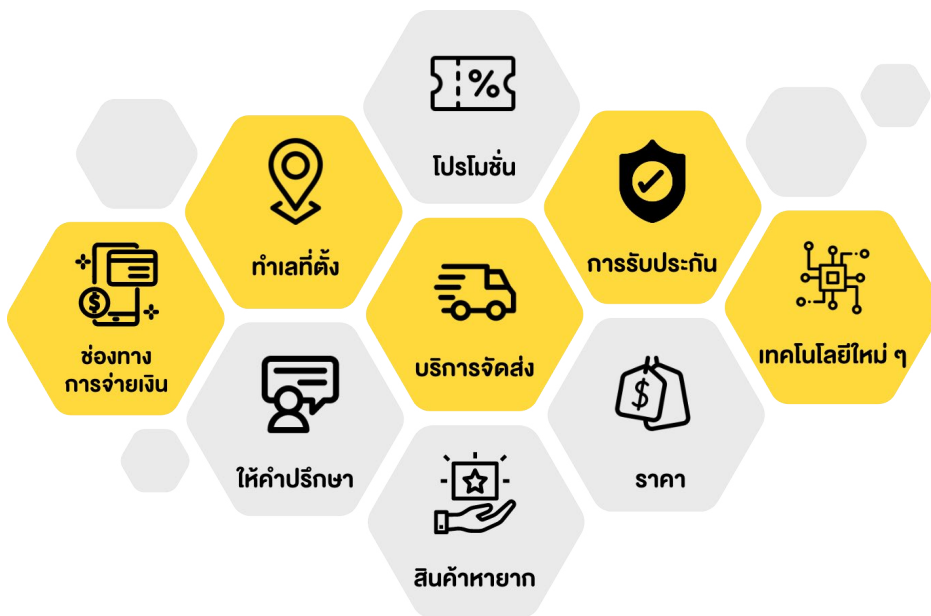 %
โปรโมชั่น
ทำเลที่ตั้ง
การรับประกัน
$
ช่องทาง
การจ่ายเงิน
บริการจัดส่ง
เทคโนโลยีใหม่ ๆ
ให้คำปรึกษา
$
ราคา
สินค้าหายาก